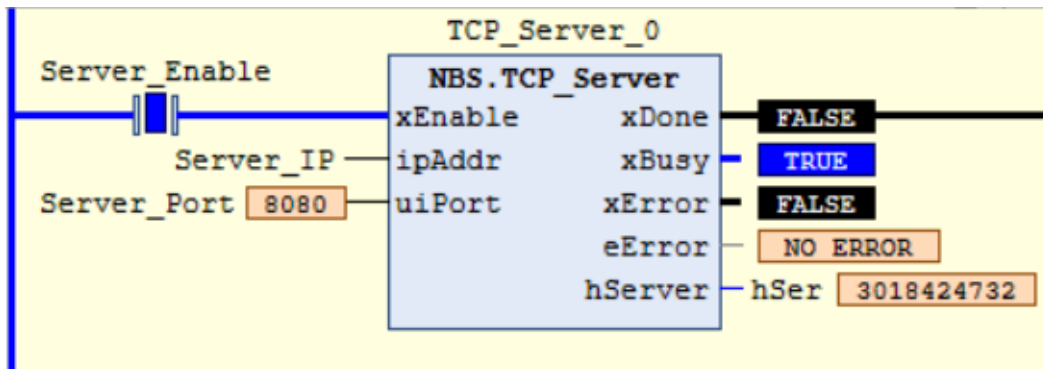 TCP_Server_0
Server_Enable
NBS.TCP_Server
xEnable xDone FALSE
Server_IP ipAddr xBusy TRUE
Server_Port 8080 uiPort xError FALSE
eError NO ERROR
hServer hSer 3018424732